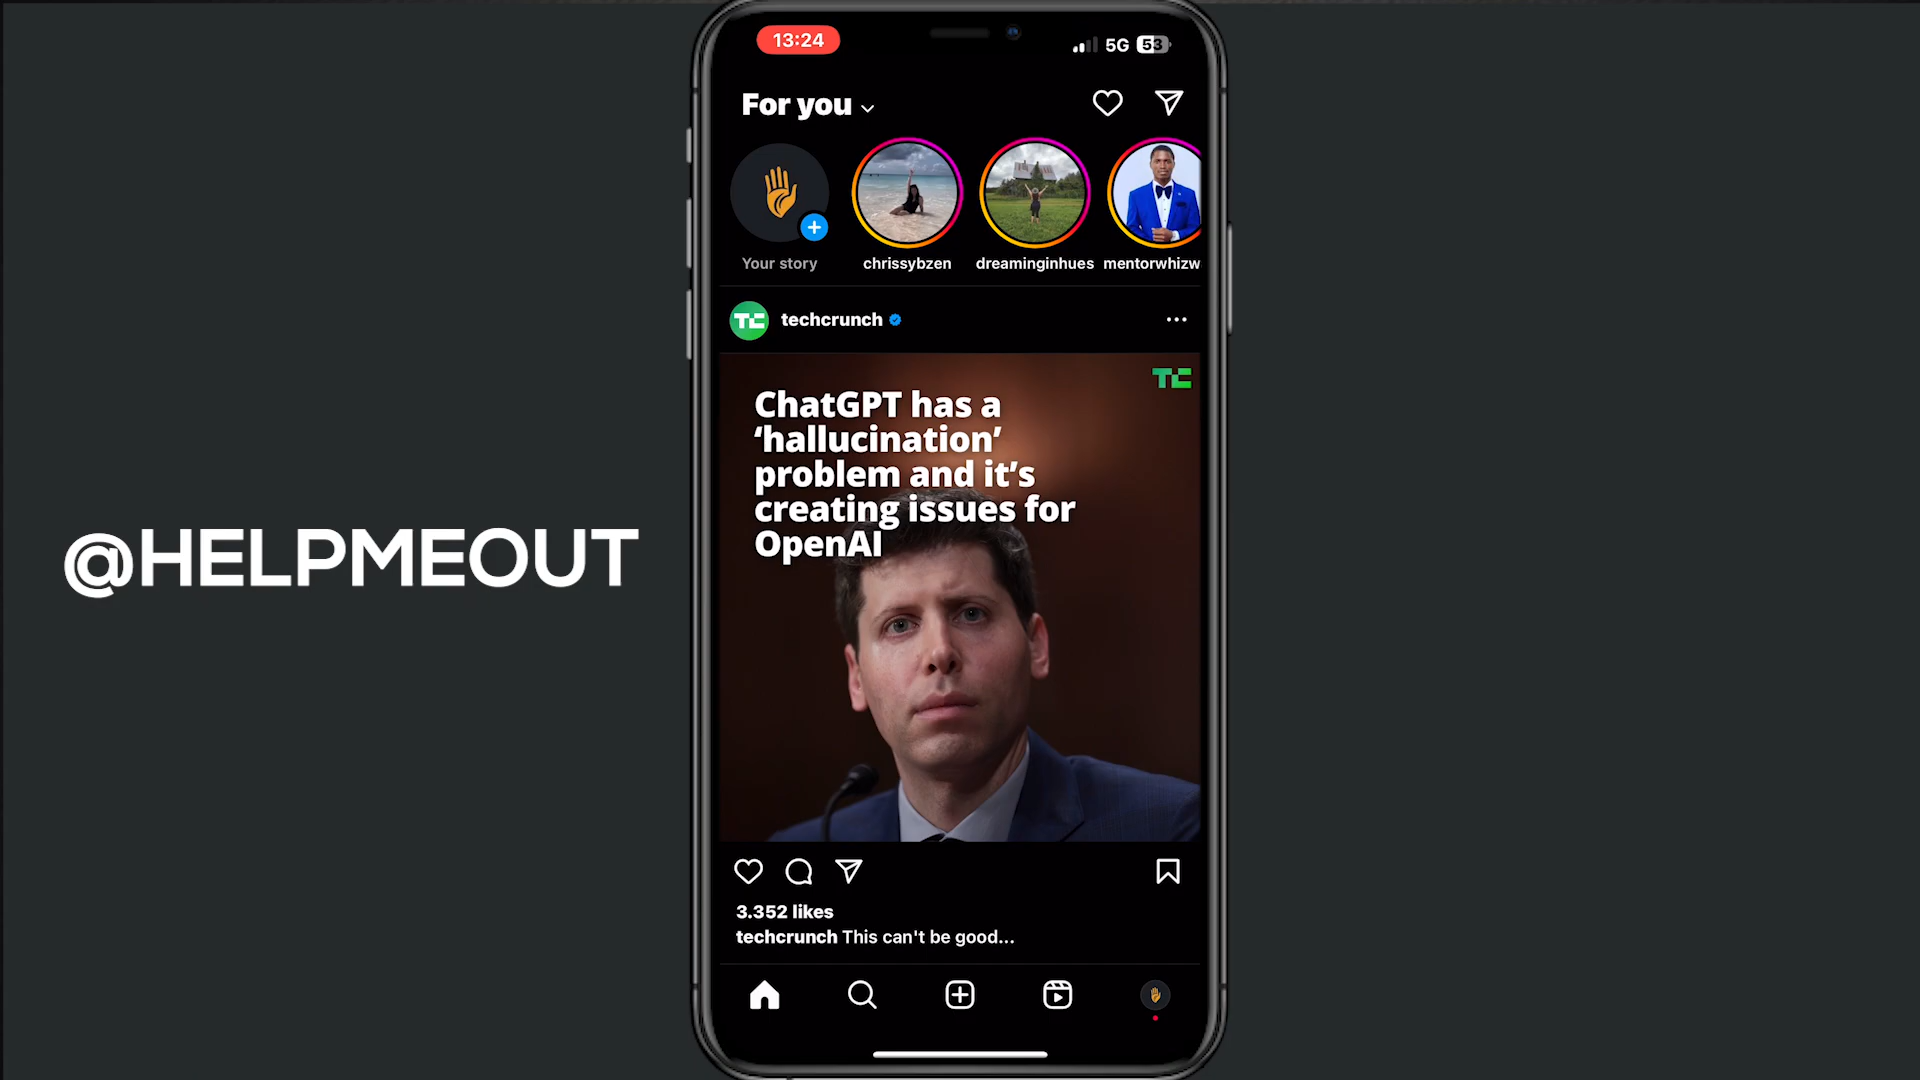 13:24
5G 53
For you
Your story
chrissybzen
dreaminginhues
mentorwhizw
TC techcrunch
TC
ChatGPT has a
‘hallucination’
problem and it’s
creating issues for
OpenAI
@HELPMEOUT
3.352 likes
techcrunch This can't be good...